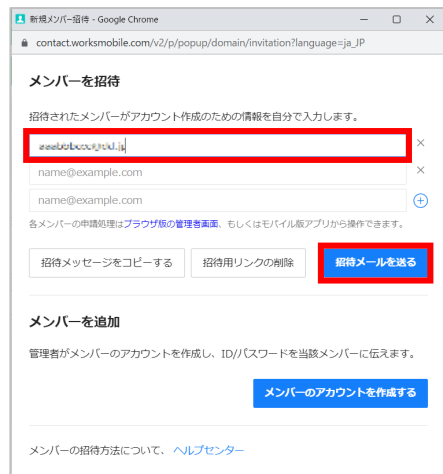 新規メンバー招待 - Google Chrome
contact.worksmobile.com/v2/p/popup/domain/invitation?language=ja_JP
メンバーを招待
招待されたメンバーがアカウント作成のための情報を自分で入力します。
name@example.com
name@example.com
各メンバーの申請処理はブラウザ版の管理者画面、もしくはモバイル版アプリから操作できます。
招待メッセージをコピーする 招待用リンクの削除 招待メールを送る
メンバーを追加
管理者がメンバーのアカウントを作成し、ID/パスワードを当該メンバーに伝えます。
メンバーのアカウントを作成する
メンバーの招待方法について、 ヘルプセンター